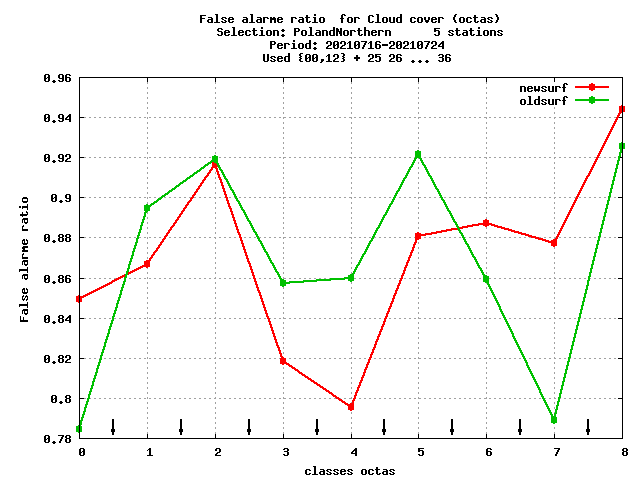 False alarme ratio  for Cloud cover (octas)
Selection: PolandNorthern      5 stations
Period: 20210716-20210724
Used {00,12} + 25 26 ... 36
newsurf
oldsurf
0.96
0.94
0.92
0.9
0.88
0.86
0.84
0.82
0.8
0.78
False alarme ratio
0 1 2 3 4 5 6 7 8
classes octas